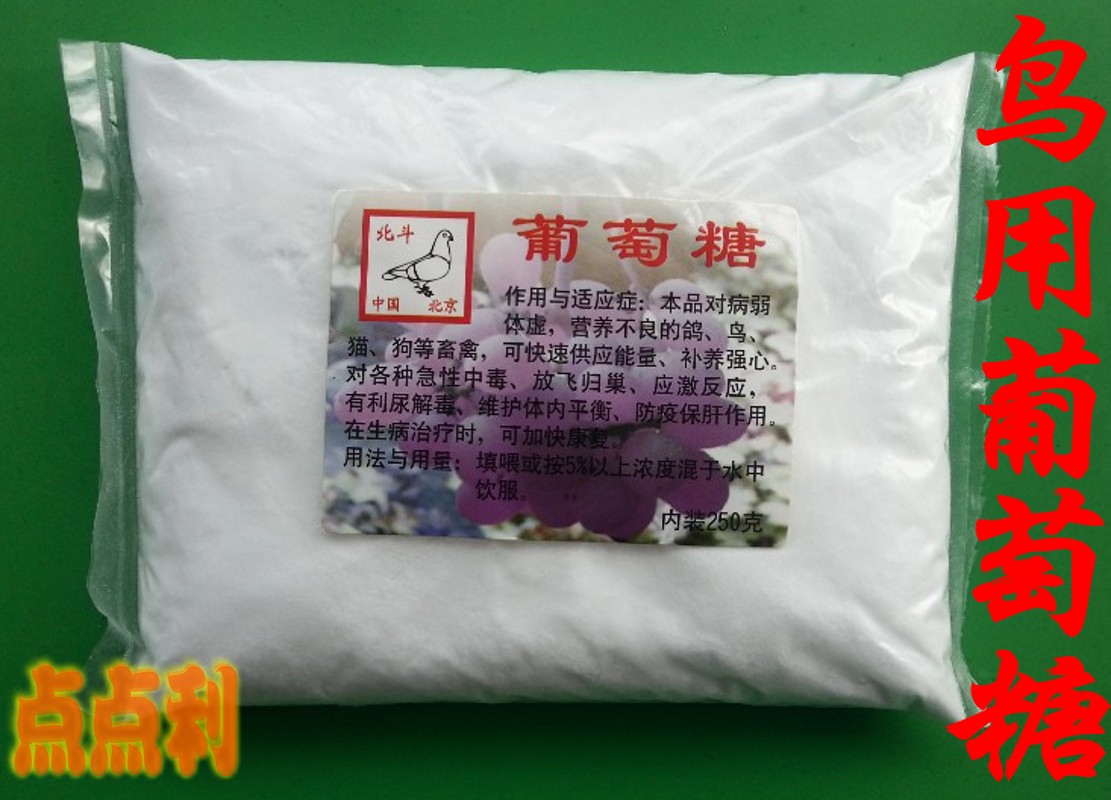 鸟用葡萄糖
北斗
中国 北京
葡萄糖
作用与适应症：本品对病弱
体虚，营养不良的鸽、鸟、
猫、狗等畜禽，可快速供应能量、补养强心。
对各种急性中毒、放飞归巢、应激反应，
有利尿解毒、维护体内平衡、防疫保肝作用。
在生病治疗时，可加快康复。
用法与用量：填喂或按5%以上浓度混于水中
饮服。
内装250克
点点利